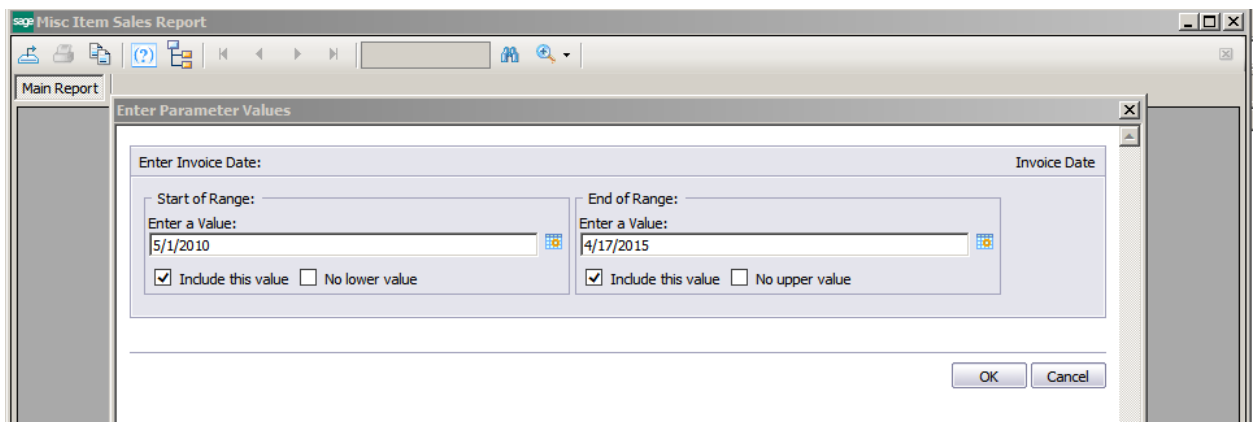 sage Misc Item Sales Report
(?)
Main Report
Enter Parameter Values
Enter Invoice Date: Invoice Date
Start of Range: End of Range:
Enter a Value: Enter a Value:
5/1/2010 4/17/2015
Include this value No lower value Include this value No upper value
OK Cancel